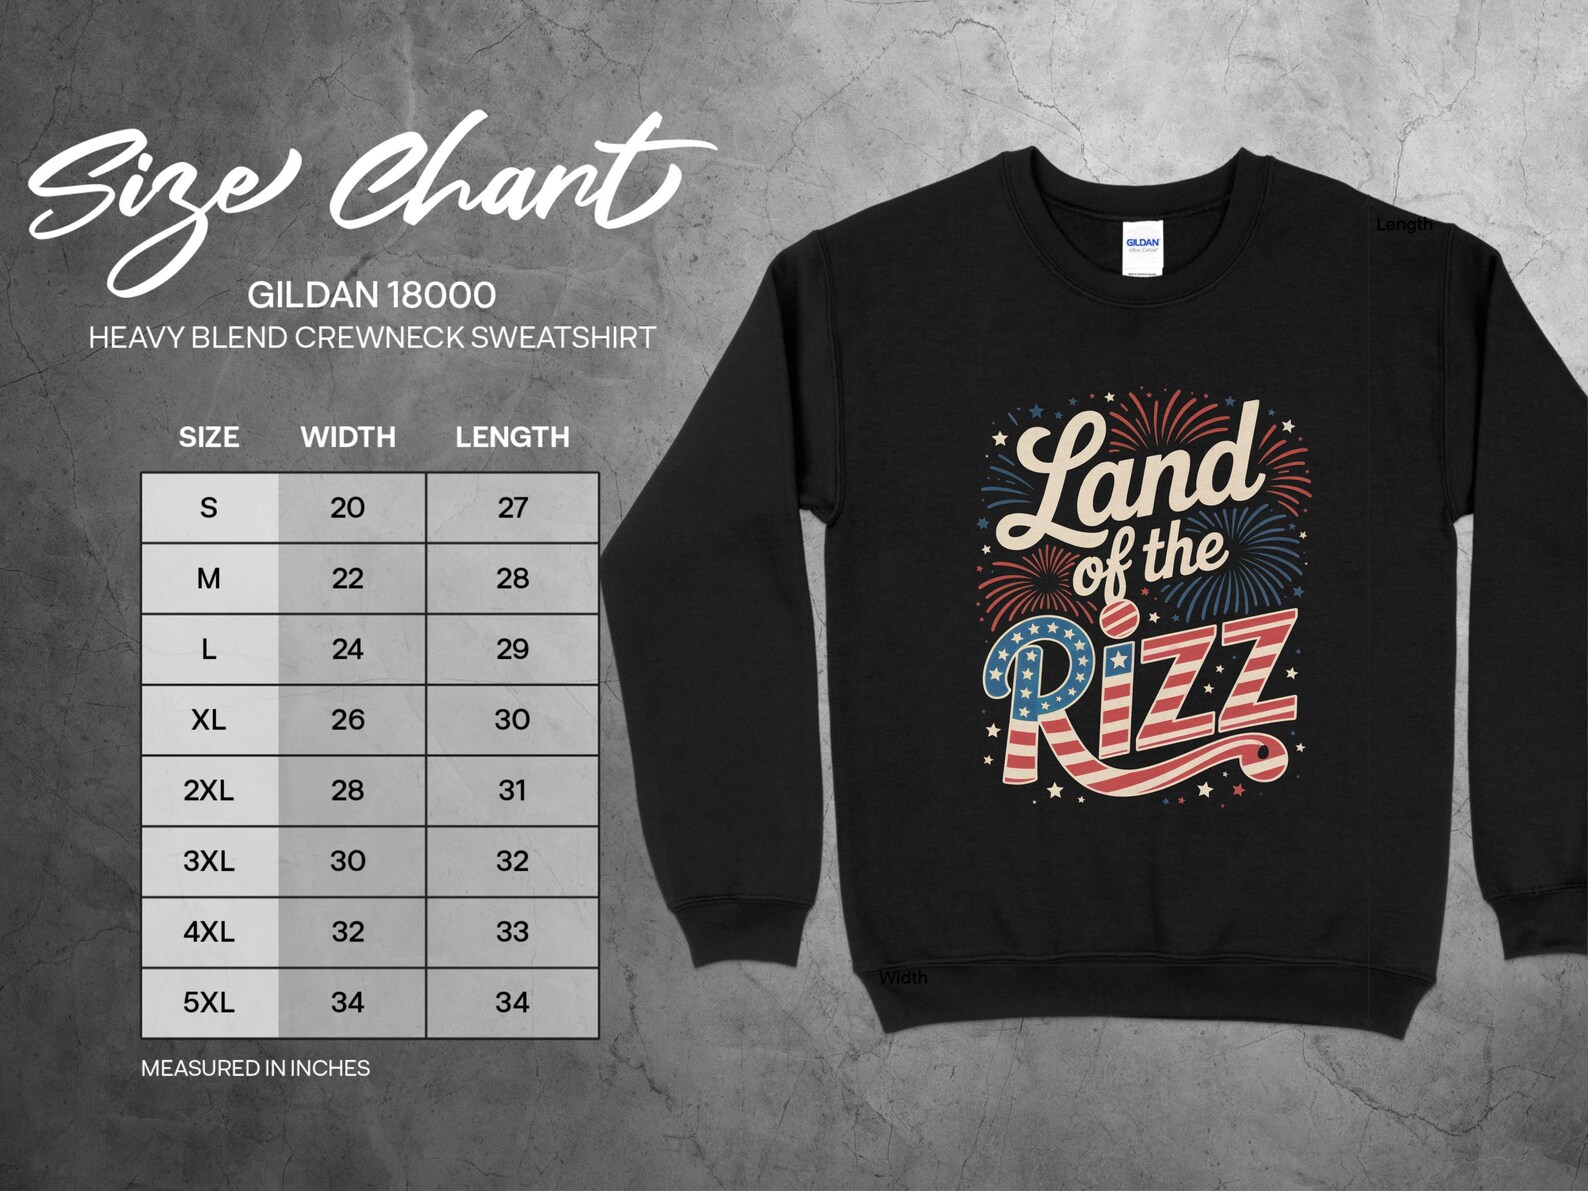 Size Chart
GILDAN 18000
HEAVY BLEND CREWNECK SWEATSHIRT
SIZE WIDTH LENGTH
S 20 27
M 22 28
L 24 29
XL 26 30
2XL 28 31
3XL 30 32
4XL 32 33
5XL 34 34
MEASURED IN INCHES
Length
GILDAN
Land
of the
Rizz
Width